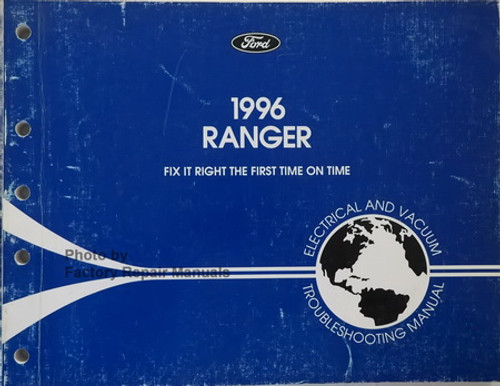 Ford
1996
RANGER
FIX IT RIGHT THE FIRST TIME ON TIME
ELECTRICAL AND VACUUM
TROUBLESHOOTING MANUAL
Photo by
Factory Repair Manuals